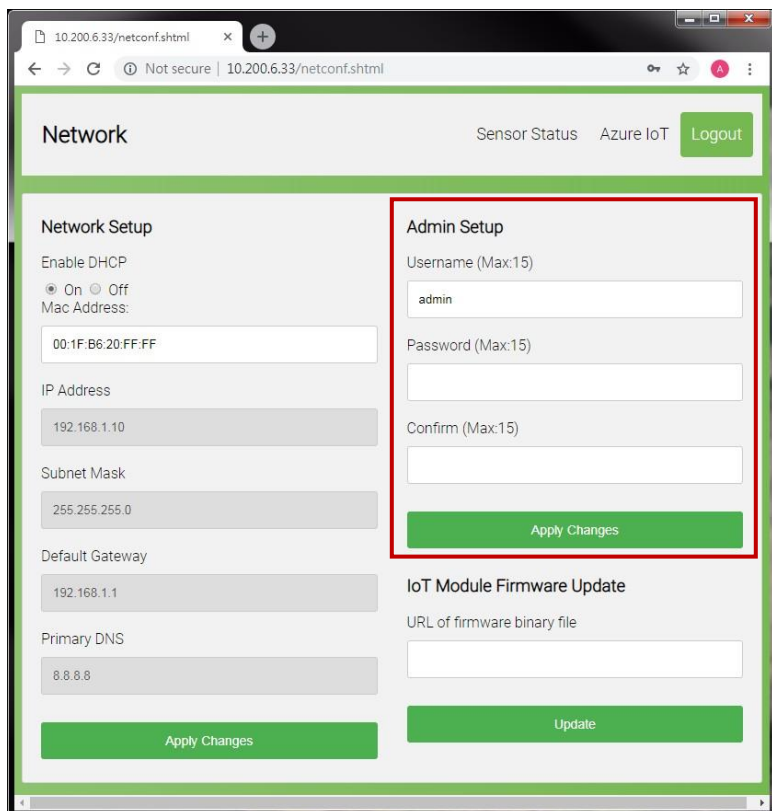 10.200.6.33/netconf.shtml
Not secure | 10.200.6.33/netconf.shtml
A
Network
Sensor Status
Azure IoT
Logout
Network Setup
Enable DHCP
On Off
Mac Address:
00:1F:B6:20:FF:FF
IP Address
192.168.1.10
Subnet Mask
255.255.255.0
Default Gateway
192.168.1.1
Primary DNS
8.8.8.8
Apply Changes
Admin Setup
Username (Max:15)
admin
Password (Max:15)
Confirm (Max:15)
Apply Changes
IoT Module Firmware Update
URL of firmware binary file
Update